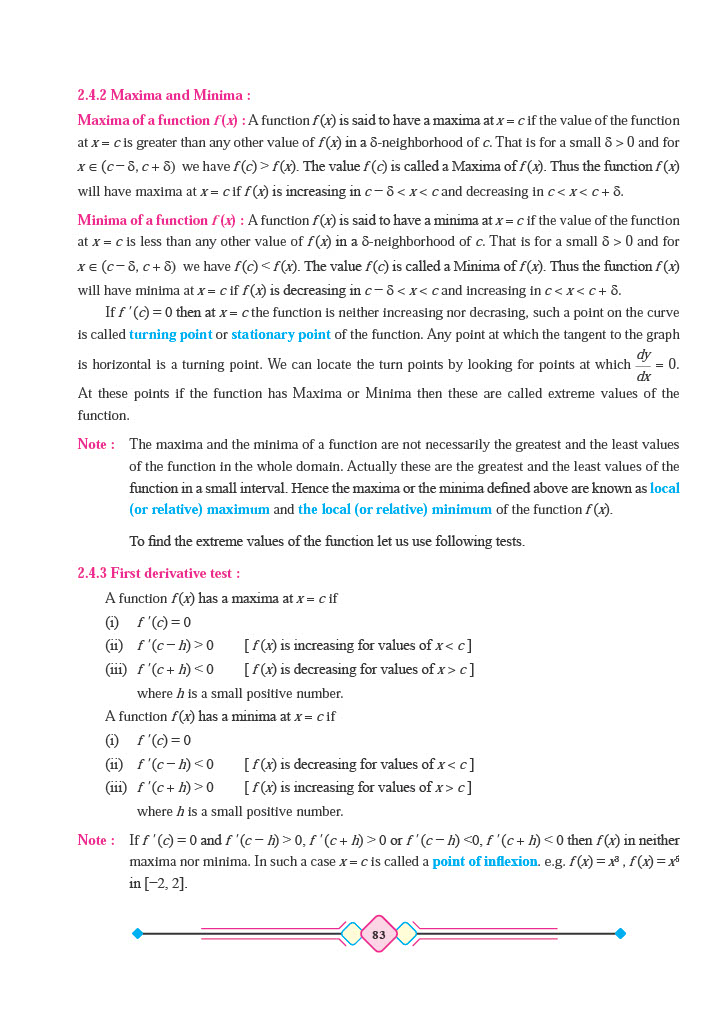 2.4.2 Maxima and Minima :
Maxima of a function f (x) : A function f (x) is said to have a maxima at x = c if the value of the function
at x = c is greater than any other value of f (x) in a δ-neighborhood of c. That is for a small δ > 0 and for
x ∈ (c − δ, c + δ) we have f (c) > f (x). The value f (c) is called a Maxima of f (x). Thus the function f (x)
will have maxima at x = c if f (x) is increasing in c − δ < x < c and decreasing in c < x < c + δ.
Minima of a function f (x) : A function f (x) is said to have a minima at x = c if the value of the function
at x = c is less than any other value of f (x) in a δ-neighborhood of c. That is for a small δ > 0 and for
x ∈ (c − δ, c + δ) we have f (c) < f (x). The value f (c) is called a Minima of f (x). Thus the function f (x)
will have minima at x = c if f (x) is decreasing in c − δ < x < c and increasing in c < x < c + δ.
If f ′(c) = 0 then at x = c the function is neither increasing nor decrasing, such a point on the curve
is called turning point or stationary point of the function. Any point at which the tangent to the graph
is horizontal is a turning point. We can locate the turn points by looking for points at which dy/dx = 0.
At these points if the function has Maxima or Minima then these are called extreme values of the
function.
Note : The maxima and the minima of a function are not necessarily the greatest and the least values
of the function in the whole domain. Actually these are the greatest and the least values of the
function in a small interval. Hence the maxima or the minima defined above are known as local
(or relative) maximum and the local (or relative) minimum of the function f (x).
To find the extreme values of the function let us use following tests.
2.4.3 First derivative test :
A function f (x) has a maxima at x = c if
(i) f ′(c) = 0
(ii) f ′(c − h) > 0 [ f (x) is increasing for values of x < c ]
(iii) f ′(c + h) < 0 [ f (x) is decreasing for values of x > c ]
where h is a small positive number.
A function f (x) has a minima at x = c if
(i) f ′(c) = 0
(ii) f ′(c − h) < 0 [ f (x) is decreasing for values of x < c ]
(iii) f ′(c + h) > 0 [ f (x) is increasing for values of x > c ]
where h is a small positive number.
Note : If f ′(c) = 0 and f ′(c − h) > 0, f ′(c + h) > 0 or f ′(c − h) <0, f ′(c + h) < 0 then f (x) in neither
maxima nor minima. In such a case x = c is called a point of inflexion. e.g. f (x) = x³ , f (x) = x⁵
in [−2, 2].
83